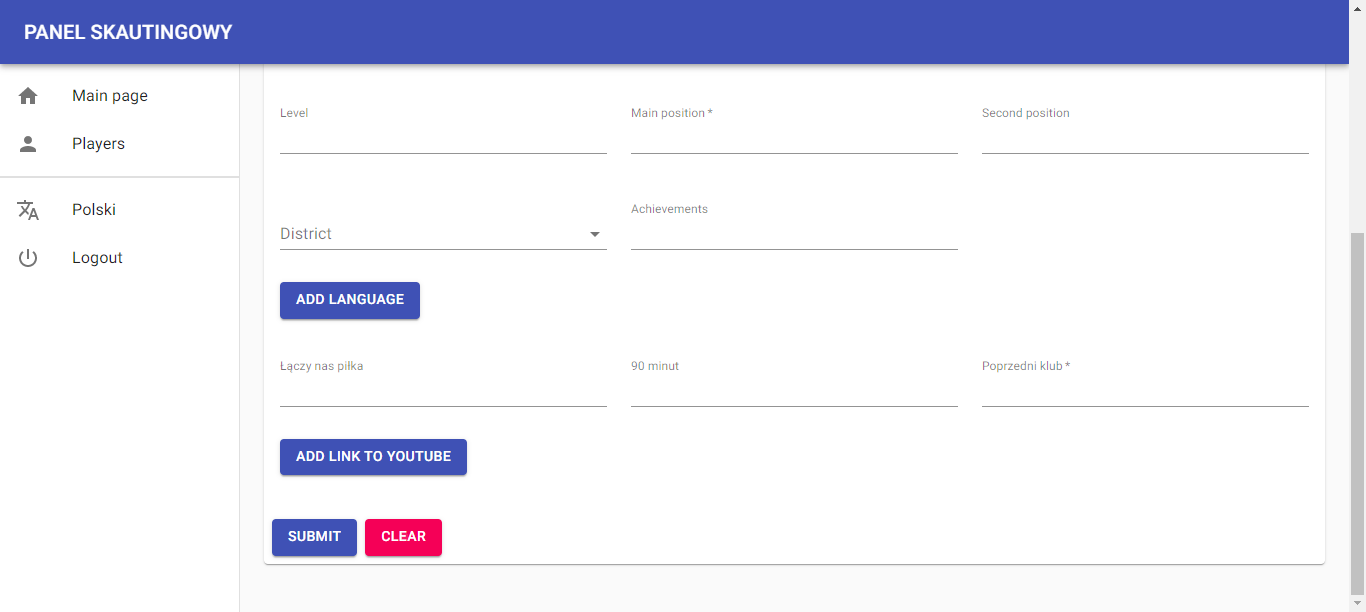 PANEL SKAUTINGOWY
Main page
Players
Polski
Logout
Level
Main position *
Second position
District
Achievements
ADD LANGUAGE
Łączy nas piłka
90 minut
Poprzedni klub *
ADD LINK TO YOUTUBE
SUBMIT
CLEAR